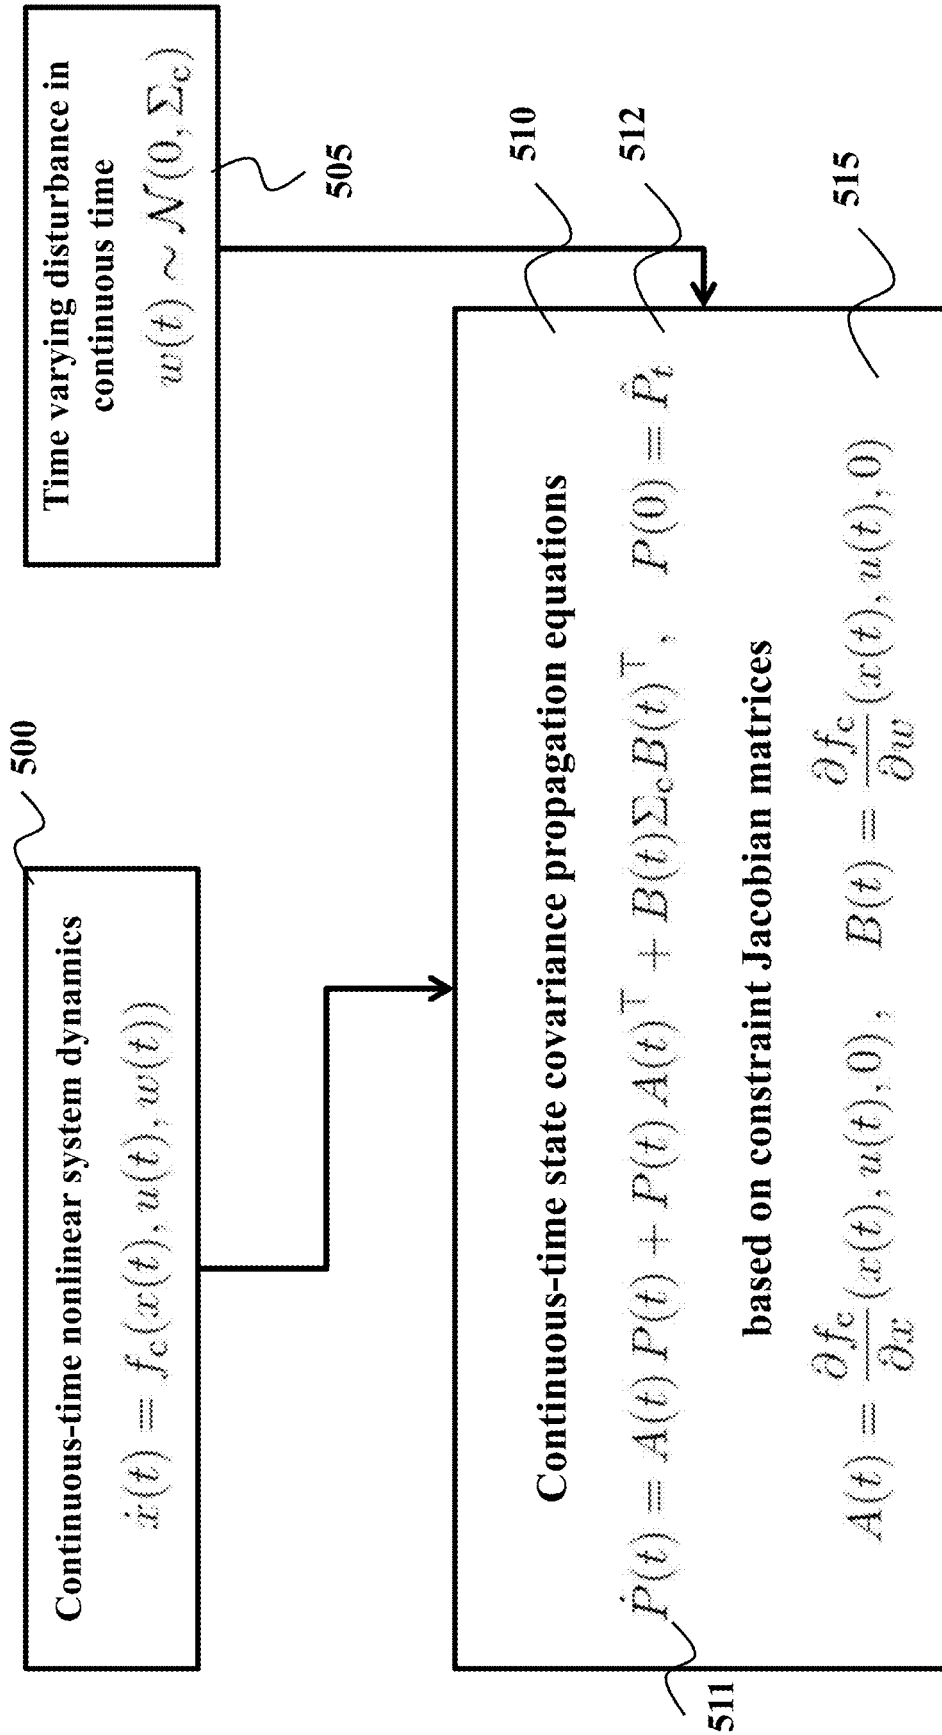 500
Continuous-time nonlinear system dynamics
ẋ(t) = f_c(x(t), u(t), w(t))
Time varying disturbance in
continuous time
w(t) ∼ 𝒩(0, Σ_c)
505
510
Continuous-time state covariance propagation equations
512
Ṗ(t) = A(t) P(t) + P(t) A(t)^⊤ + B(t)Σ_cB(t)^⊤, P(0) = P̂_t
511
based on constraint Jacobian matrices
515
A(t) = ∂f_c/∂x (x(t), u(t), 0), B(t) = ∂f_c/∂w (x(t), u(t), 0)